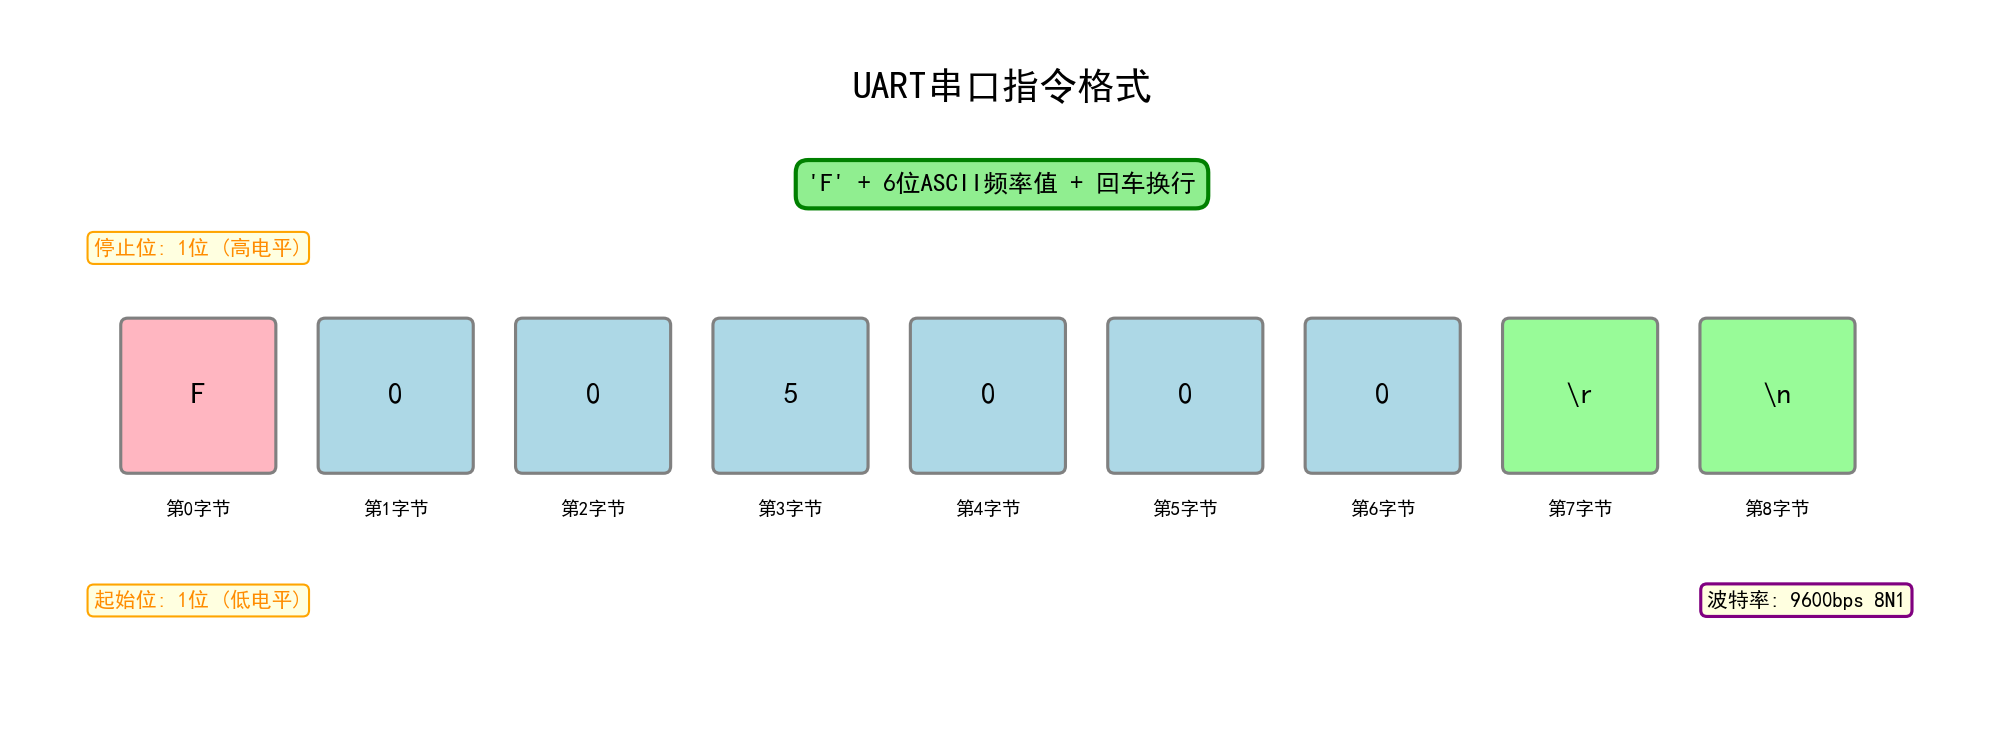 UART串口指令格式
'F' + 6位ASCII频率值 + 回车换行
停止位: 1位 (高电平)
F 0 0 5 0 0 0 \r \n
第0字节 第1字节 第2字节 第3字节 第4字节 第5字节 第6字节 第7字节 第8字节
起始位: 1位 (低电平)
波特率: 9600bps 8N1